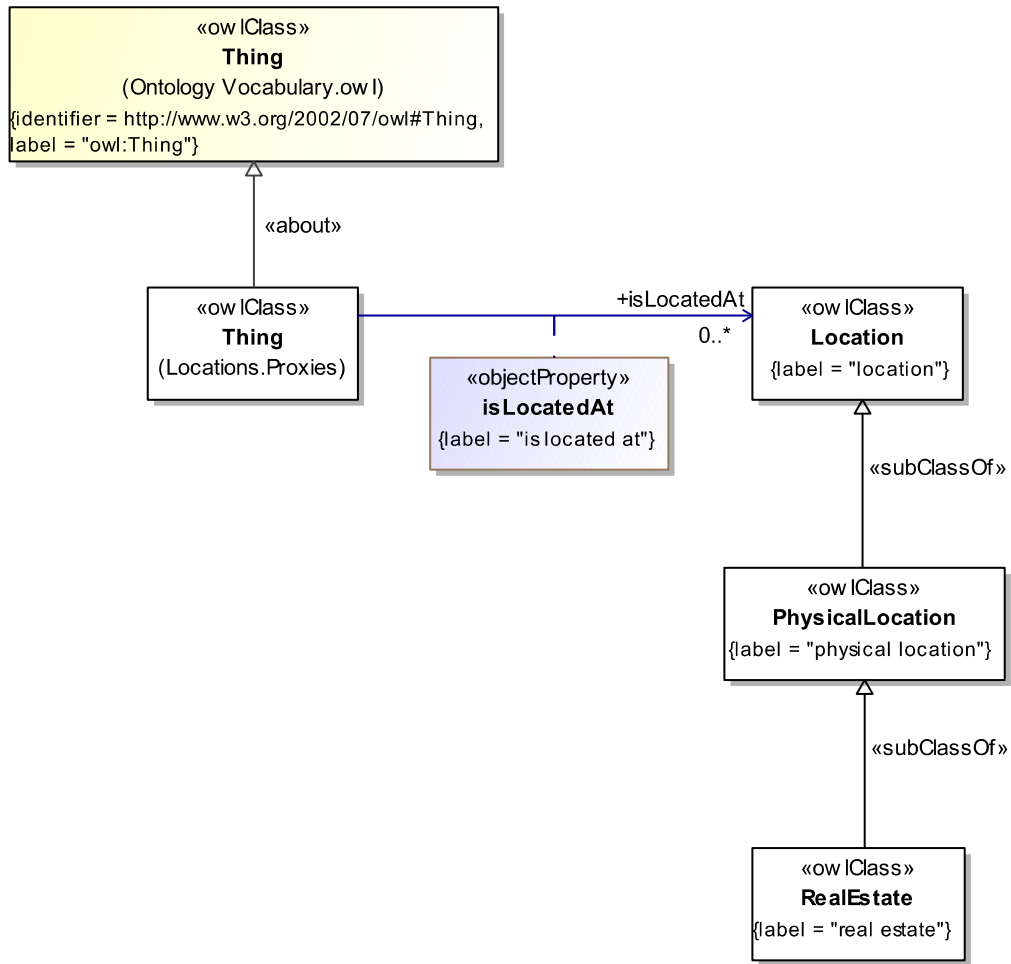 «owlClass»
Thing
(Ontology Vocabulary.owl)
{identifier = http://www.w3.org/2002/07/owl#Thing,
label = "owl:Thing"}
«about»
«owlClass»
Thing
(Locations.Proxies)
+isLocatedAt
0..*
«owlClass»
Location
{label = "location"}
«objectProperty»
isLocatedAt
{label = "is located at"}
«subClassOf»
«owlClass»
PhysicalLocation
{label = "physical location"}
«subClassOf»
«owlClass»
RealEstate
{label = "real estate"}